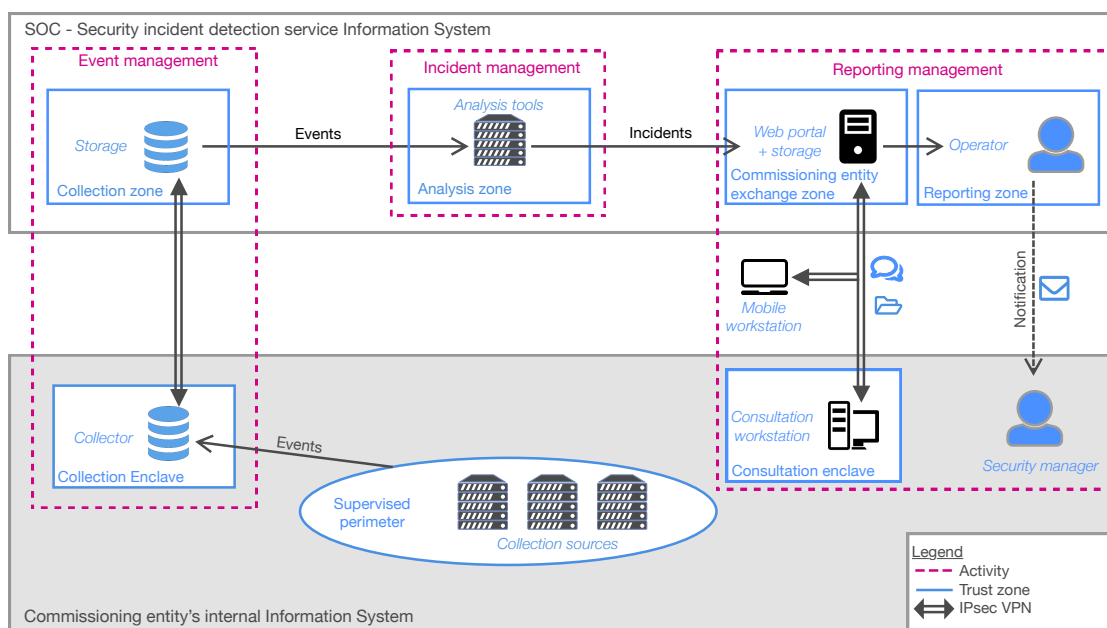 SOC - Security incident detection service Information System
Event management
Incident management
Reporting management
Storage
Collection zone
Events
Analysis tools
Analysis zone
Incidents
Web portal
+ storage
Commissioning entity
exchange zone
Operator
Reporting zone
Mobile
workstation
Notification
Collector
Collection Enclave
Events
Supervised
perimeter
Collection sources
Consultation
workstation
Consultation enclave
Security manager
Legend
Activity
Trust zone
IPsec VPN
Commissioning entity's internal Information System